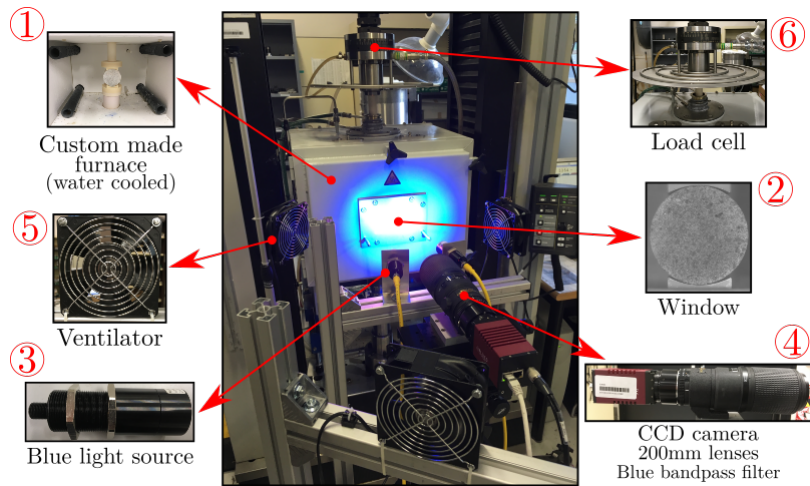 ①
Custom made
furnace
(water cooled)
⑤
Ventilator
③
Blue light source
⑥
Load cell
②
Window
④
CCD camera
200mm lenses
Blue bandpass filter